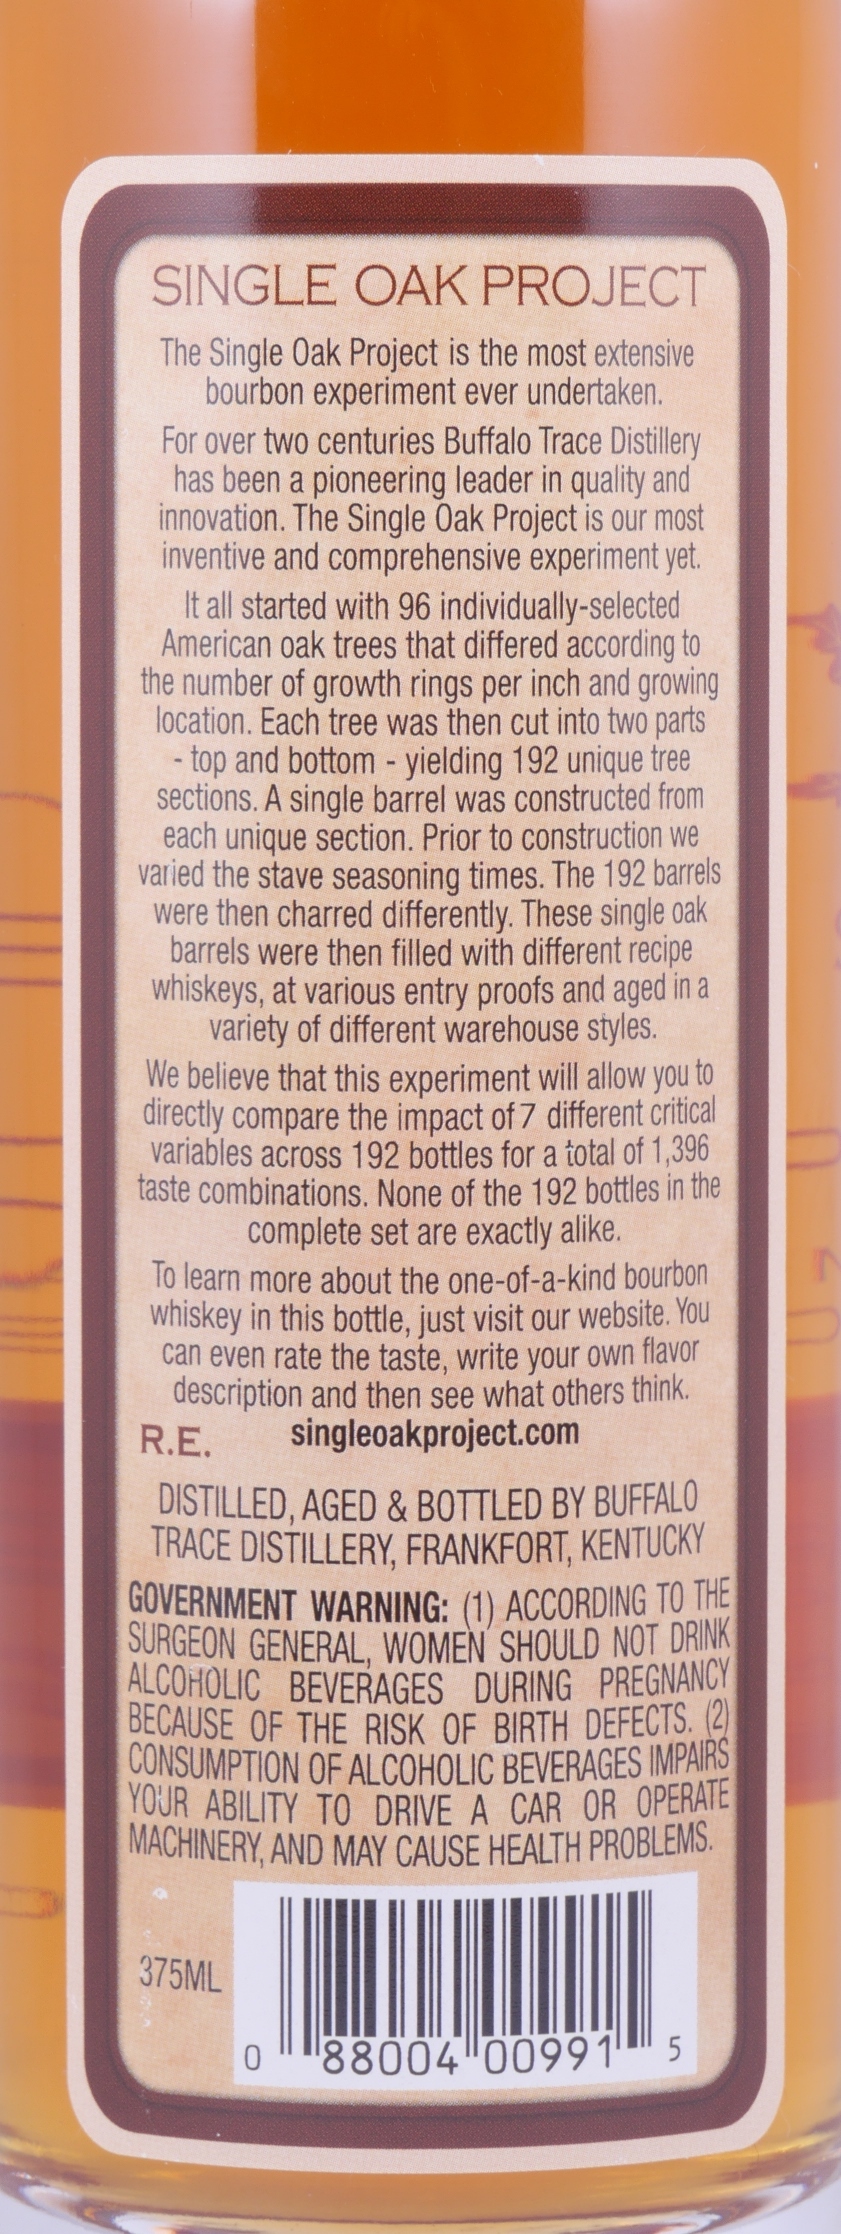 SINGLE OAK PROJECT
The Single Oak Project is the most extensive
bourbon experiment ever undertaken.
For over two centuries Buffalo Trace Distillery
has been a pioneering leader in quality and
innovation. The Single Oak Project is our most
inventive and comprehensive experiment yet.
It all started with 96 individually-selected
American oak trees that differed according to
the number of growth rings per inch and growing
location. Each tree was then cut into two parts
- top and bottom - yielding 192 unique tree
sections. A single barrel was constructed from
each unique section. Prior to construction we
varied the stave seasoning times. The 192 barrels
were then charred differently. These single oak
barrels were then filled with different recipe
whiskeys, at various entry proofs and aged in a
variety of different warehouse styles.
We believe that this experiment will allow you to
directly compare the impact of 7 different critical
variables across 192 bottles for a total of 1,396
taste combinations. None of the 192 bottles in the
complete set are exactly alike.
To learn more about the one-of-a-kind bourbon
whiskey in this bottle, just visit our website. You
can even rate the taste, write your own flavor
description and then see what others think.
R.E. singleoakproject.com
DISTILLED, AGED & BOTTLED BY BUFFALO
TRACE DISTILLERY, FRANKFORT, KENTUCKY
GOVERNMENT WARNING: (1) ACCORDING TO THE
SURGEON GENERAL, WOMEN SHOULD NOT DRINK
ALCOHOLIC BEVERAGES DURING PREGNANCY
BECAUSE OF THE RISK OF BIRTH DEFECTS. (2)
CONSUMPTION OF ALCOHOLIC BEVERAGES IMPAIRS
YOUR ABILITY TO DRIVE A CAR OR OPERATE
MACHINERY, AND MAY CAUSE HEALTH PROBLEMS.
375ML
0 88004 00991 5